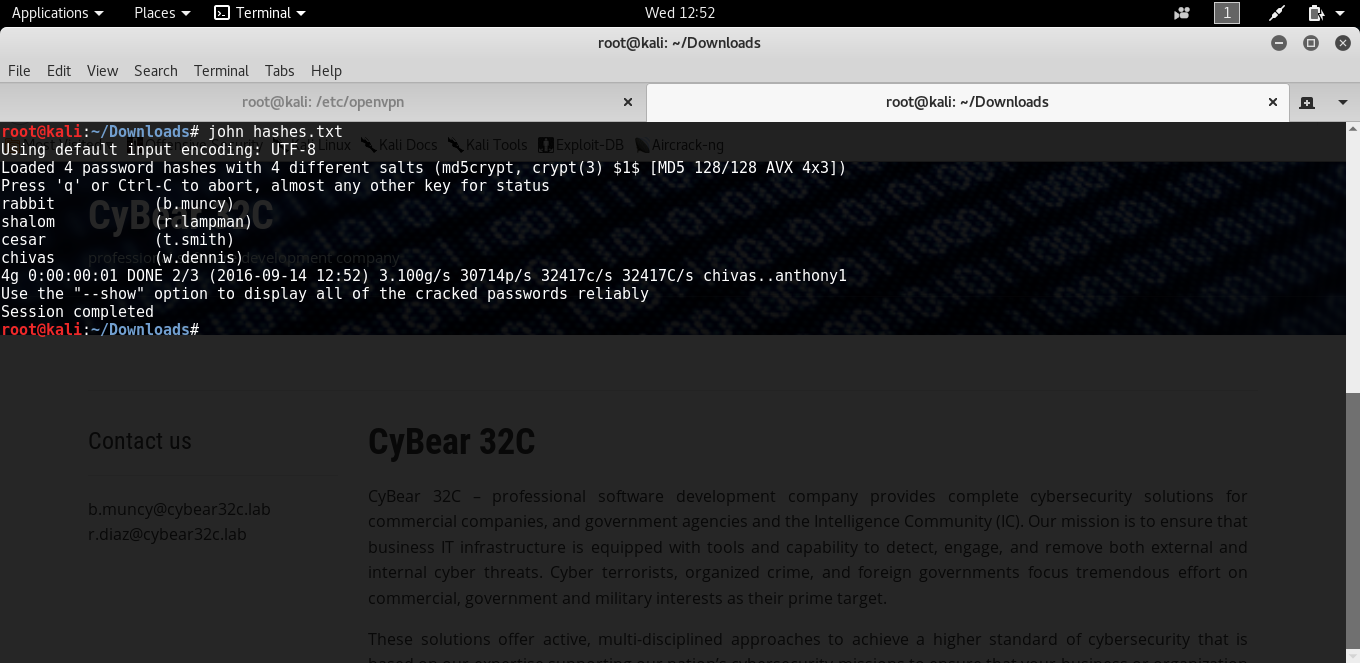 Applications Places Terminal Wed 12:52 1
root@kali: ~/Downloads
File Edit View Search Terminal Tabs Help
root@kali: /etc/openvpn root@kali: ~/Downloads
root@kali:~/Downloads# john hashes.txt
Linux Kali Docs Kali Tools Exploit-DB Aircrack-ng
Using default input encoding: UTF-8
Loaded 4 password hashes with 4 different salts (md5crypt, crypt(3) $1$ [MD5 128/128 AVX 4x3])
Press 'q' or Ctrl-C to abort, almost any other key for status
rabbit (b.muncy)
CyBear 32C
shalom (r.lampman)
cesar (t.smith)
chivas (w.dennis)
development company
4g 0:00:00:01 DONE 2/3 (2016-09-14 12:52) 3.100g/s 30714p/s 32417c/s 32417C/s chivas..anthony1
Use the "--show" option to display all of the cracked passwords reliably
Session completed
root@kali:~/Downloads#
Contact us
b.muncy@cybear32c.lab
r.diaz@cybear32c.lab
CyBear 32C
CyBear 32C – professional software development company provides complete cybersecurity solutions for
commercial companies, and government agencies and the Intelligence Community (IC). Our mission is to ensure that
business IT infrastructure is equipped with tools and capability to detect, engage, and remove both external and
internal cyber threats. Cyber terrorists, organized crime, and foreign governments focus tremendous effort on
commercial, government and military interests as their prime target.
These solutions offer active, multi-disciplined approaches to achieve a higher standard of cybersecurity that is